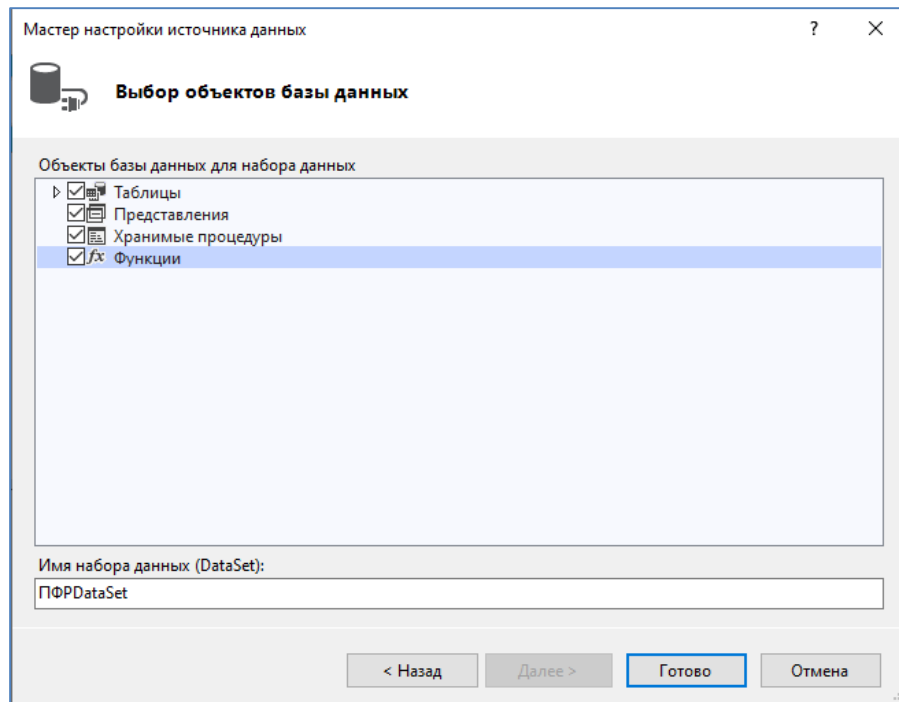 Мастер настройки источника данных
?
Выбор объектов базы данных
Объекты базы данных для набора данных
Таблицы
Представления
Хранимые процедуры
fx Функции
Имя набора данных (DataSet):
ПФРDataSet
< Назад Далее > Готово Отмена